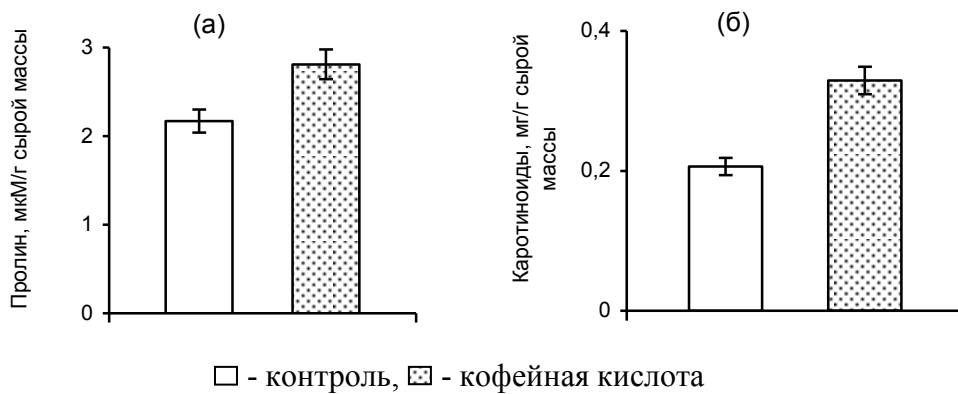 (а)
Пролин, мкМ/г сырой массы
3
2
1
0
(б)
Каротиноиды, мг/г сырой
массы
0,4
0,2
0
- контроль, - кофейная кислота